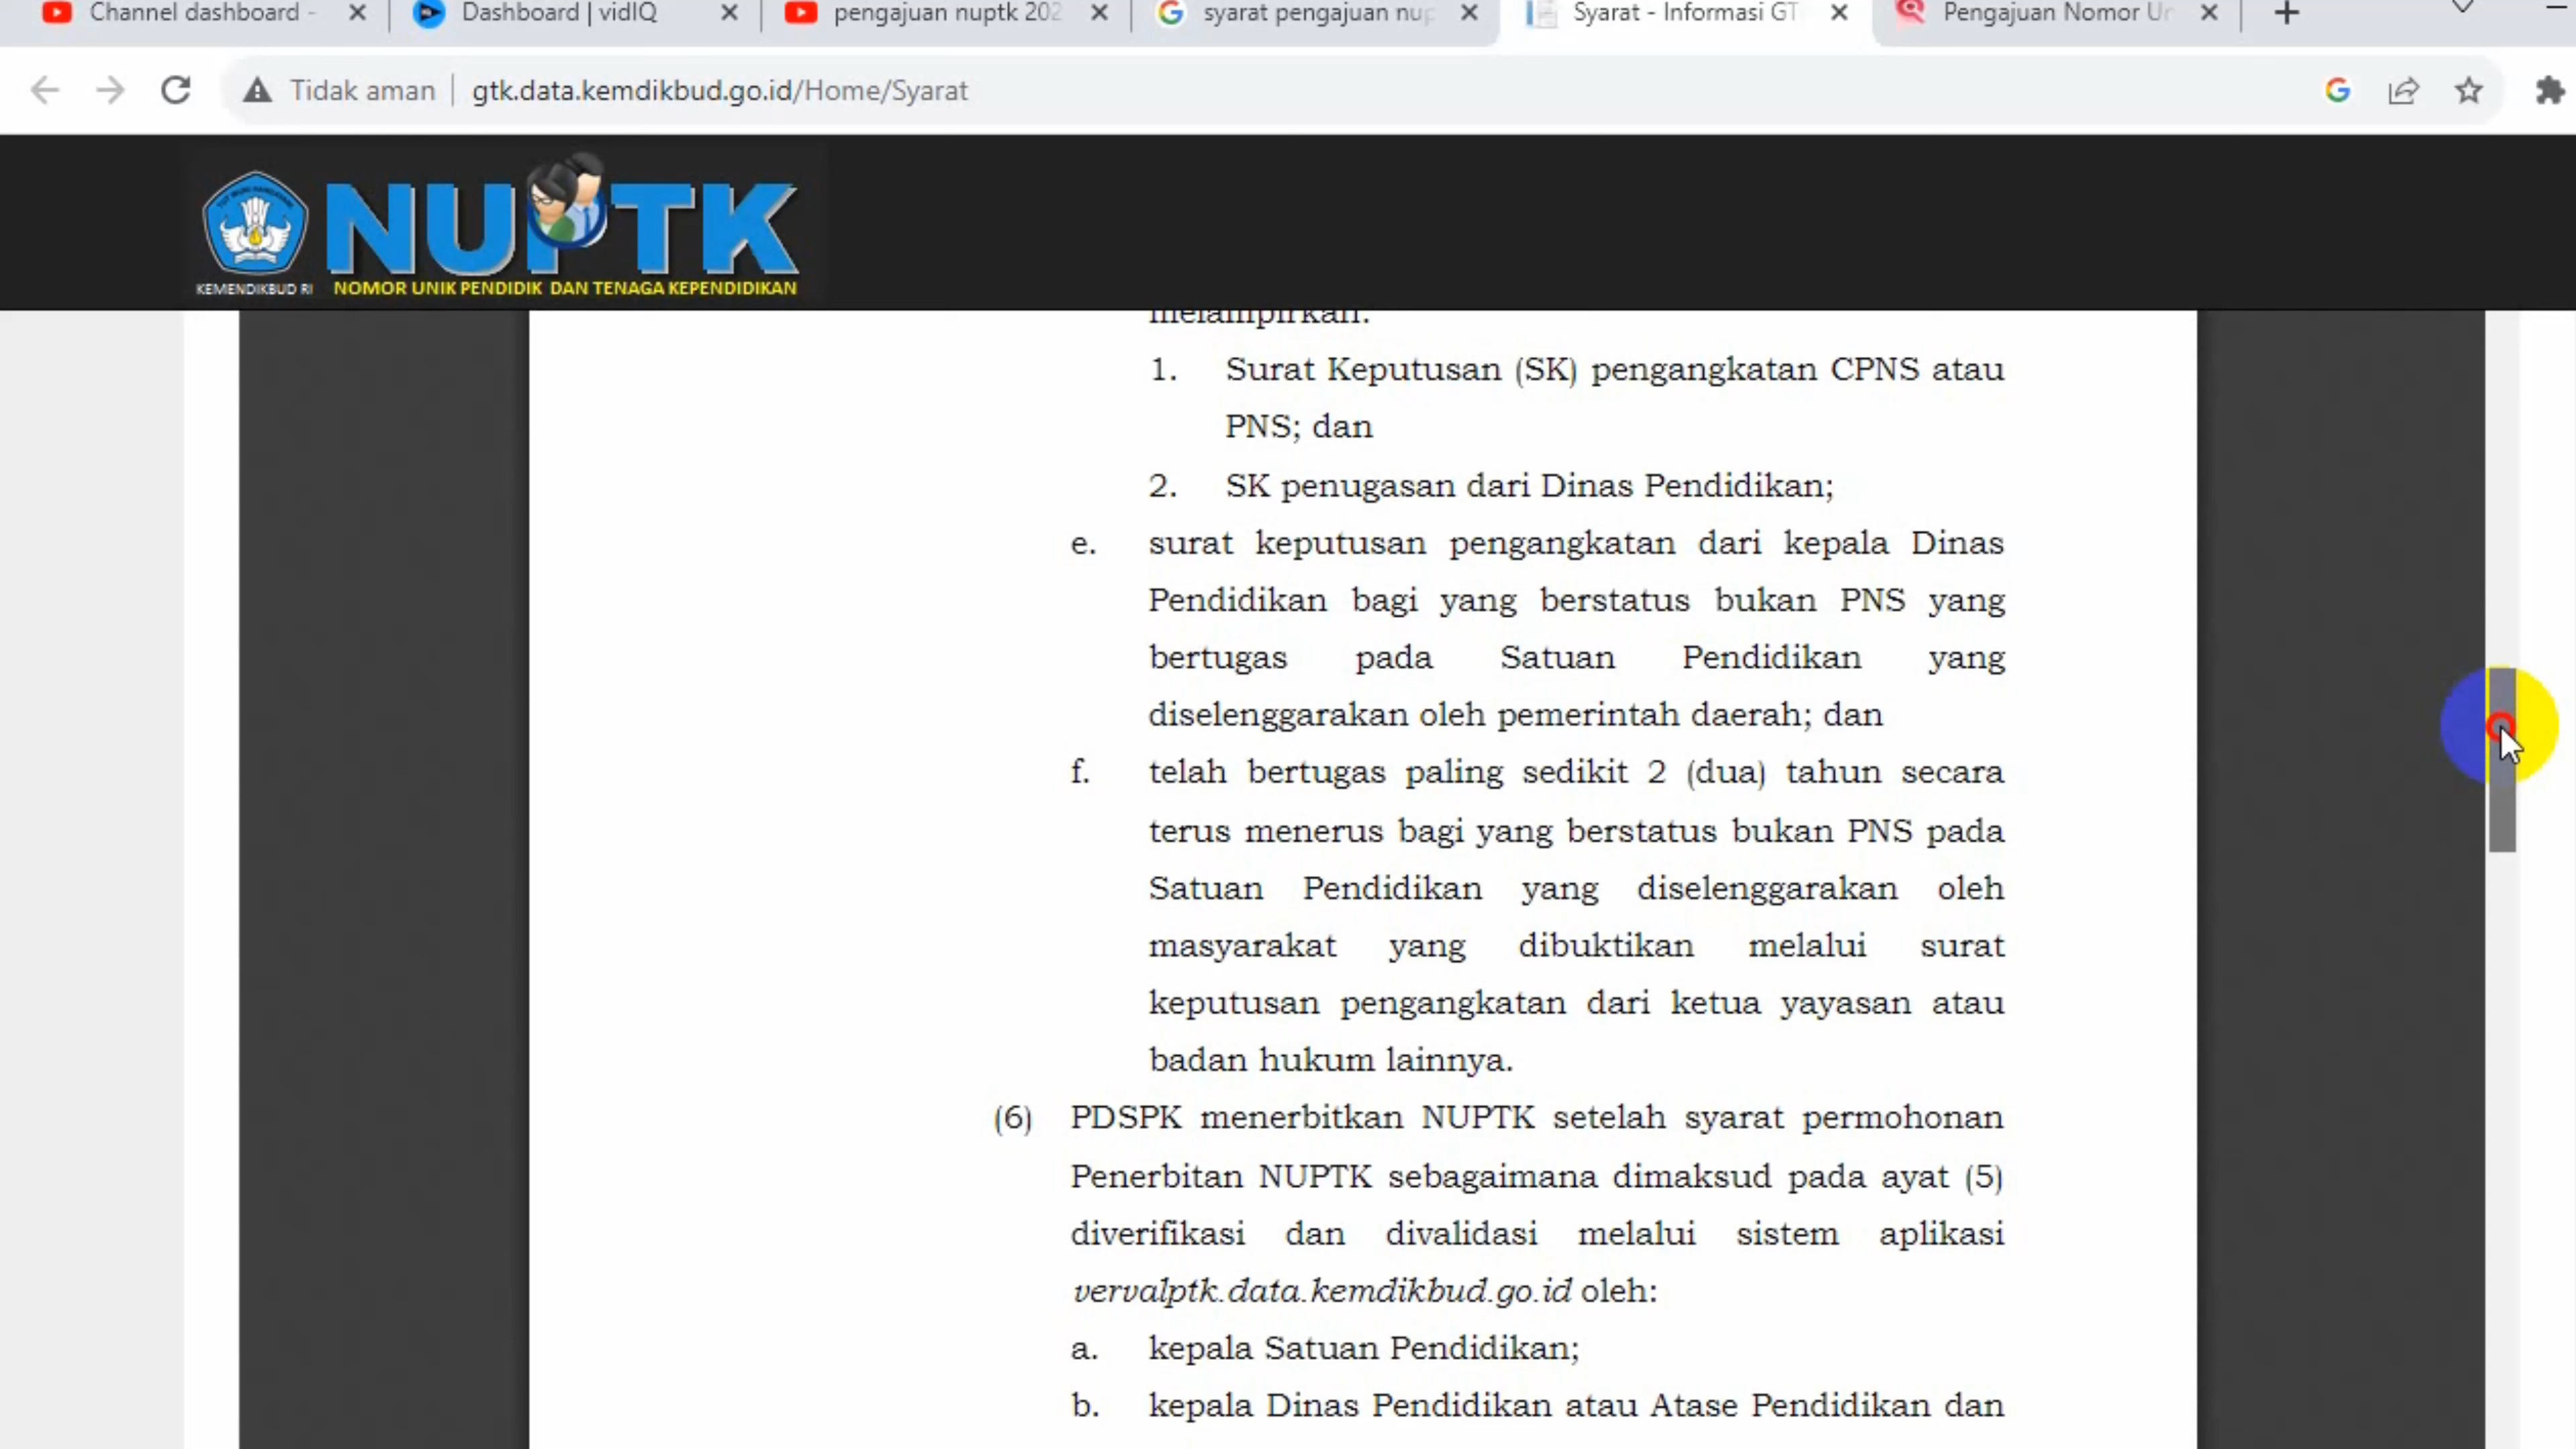 Channel dashboard -
Dashboard | vidIQ
pengajuan nuptk 202
syarat pengajuan nup
Syarat - Informasi GT
Pengajuan Nomor Un
Tidak aman | gtk.data.kemdikbud.go.id/Home/Syarat
NUPTK
KEMENDIKBUD RI
NOMOR UNIK PENDIDIK DAN TENAGA KEPENDIDIKAN
melampirkan:
1. Surat Keputusan (SK) pengangkatan CPNS atau
PNS; dan
2. SK penugasan dari Dinas Pendidikan;
e. surat keputusan pengangkatan dari kepala Dinas
Pendidikan bagi yang berstatus bukan PNS yang
bertugas pada Satuan Pendidikan yang
diselenggarakan oleh pemerintah daerah; dan
f. telah bertugas paling sedikit 2 (dua) tahun secara
terus menerus bagi yang berstatus bukan PNS pada
Satuan Pendidikan yang diselenggarakan oleh
masyarakat yang dibuktikan melalui surat
keputusan pengangkatan dari ketua yayasan atau
badan hukum lainnya.
(6) PDSPK menerbitkan NUPTK setelah syarat permohonan
Penerbitan NUPTK sebagaimana dimaksud pada ayat (5)
diverifikasi dan divalidasi melalui sistem aplikasi
vervalptk.data.kemdikbud.go.id oleh:
a. kepala Satuan Pendidikan;
b. kepala Dinas Pendidikan atau Atase Pendidikan dan